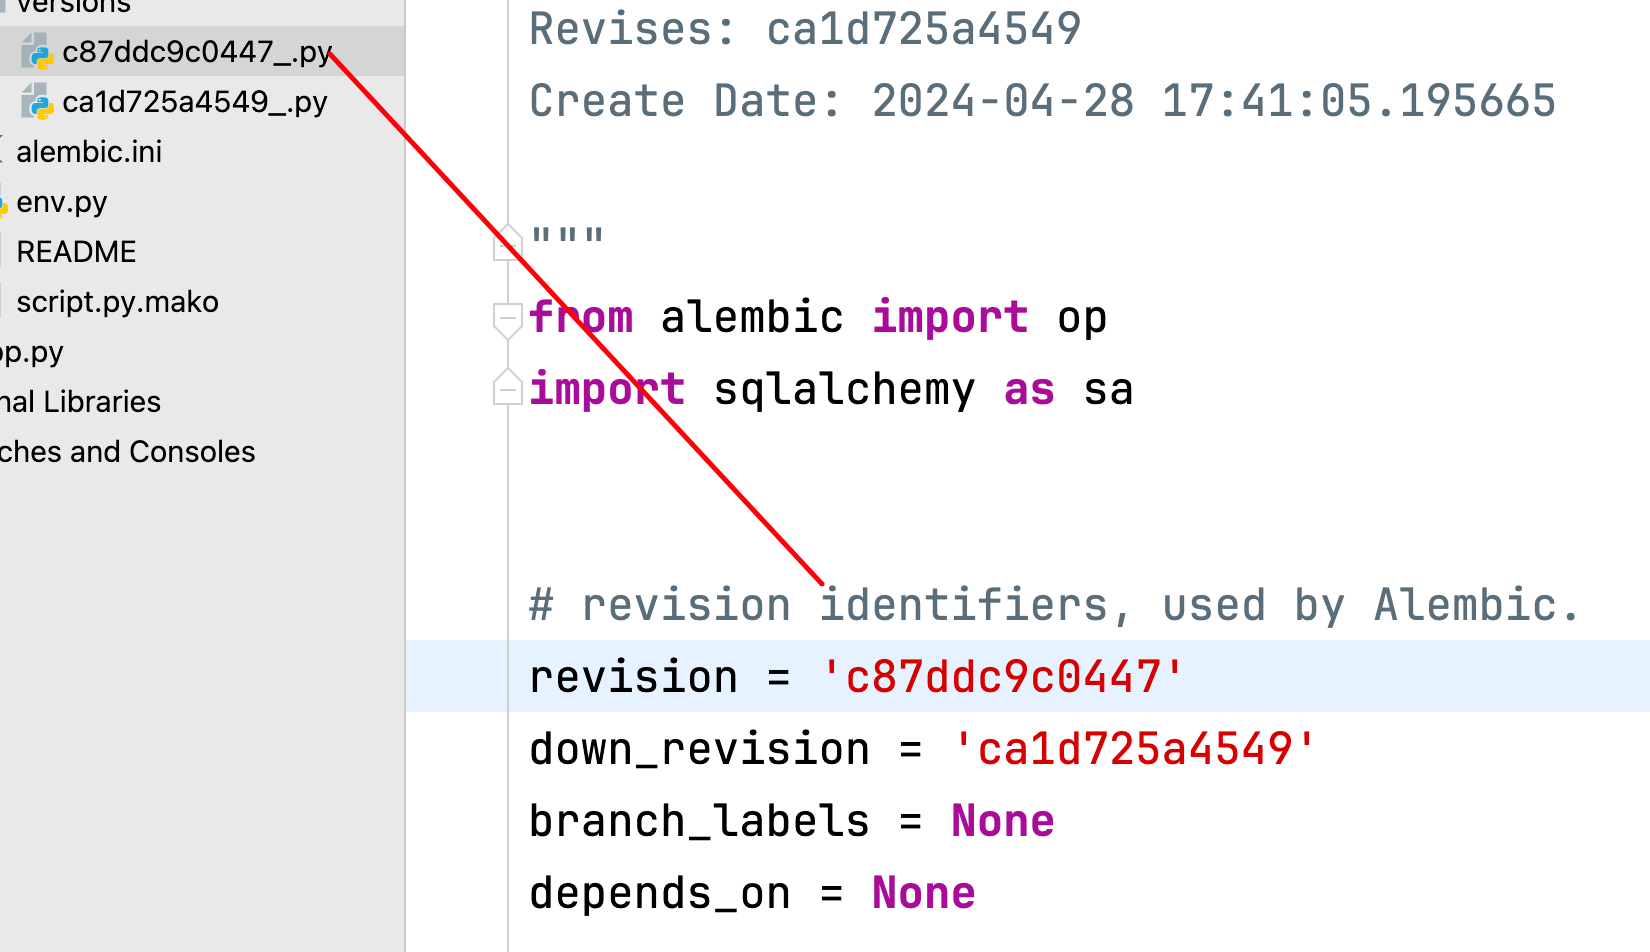 versions
c87ddc9c0447_.py
ca1d725a4549_.py
alembic.ini
env.py
README
script.py.mako
pp.py
nal Libraries
ches and Consoles
Revises: ca1d725a4549
Create Date: 2024-04-28 17:41:05.195665
"""
from alembic import op
import sqlalchemy as sa
# revision identifiers, used by Alembic.
revision = 'c87ddc9c0447'
down_revision = 'ca1d725a4549'
branch_labels = None
depends_on = None